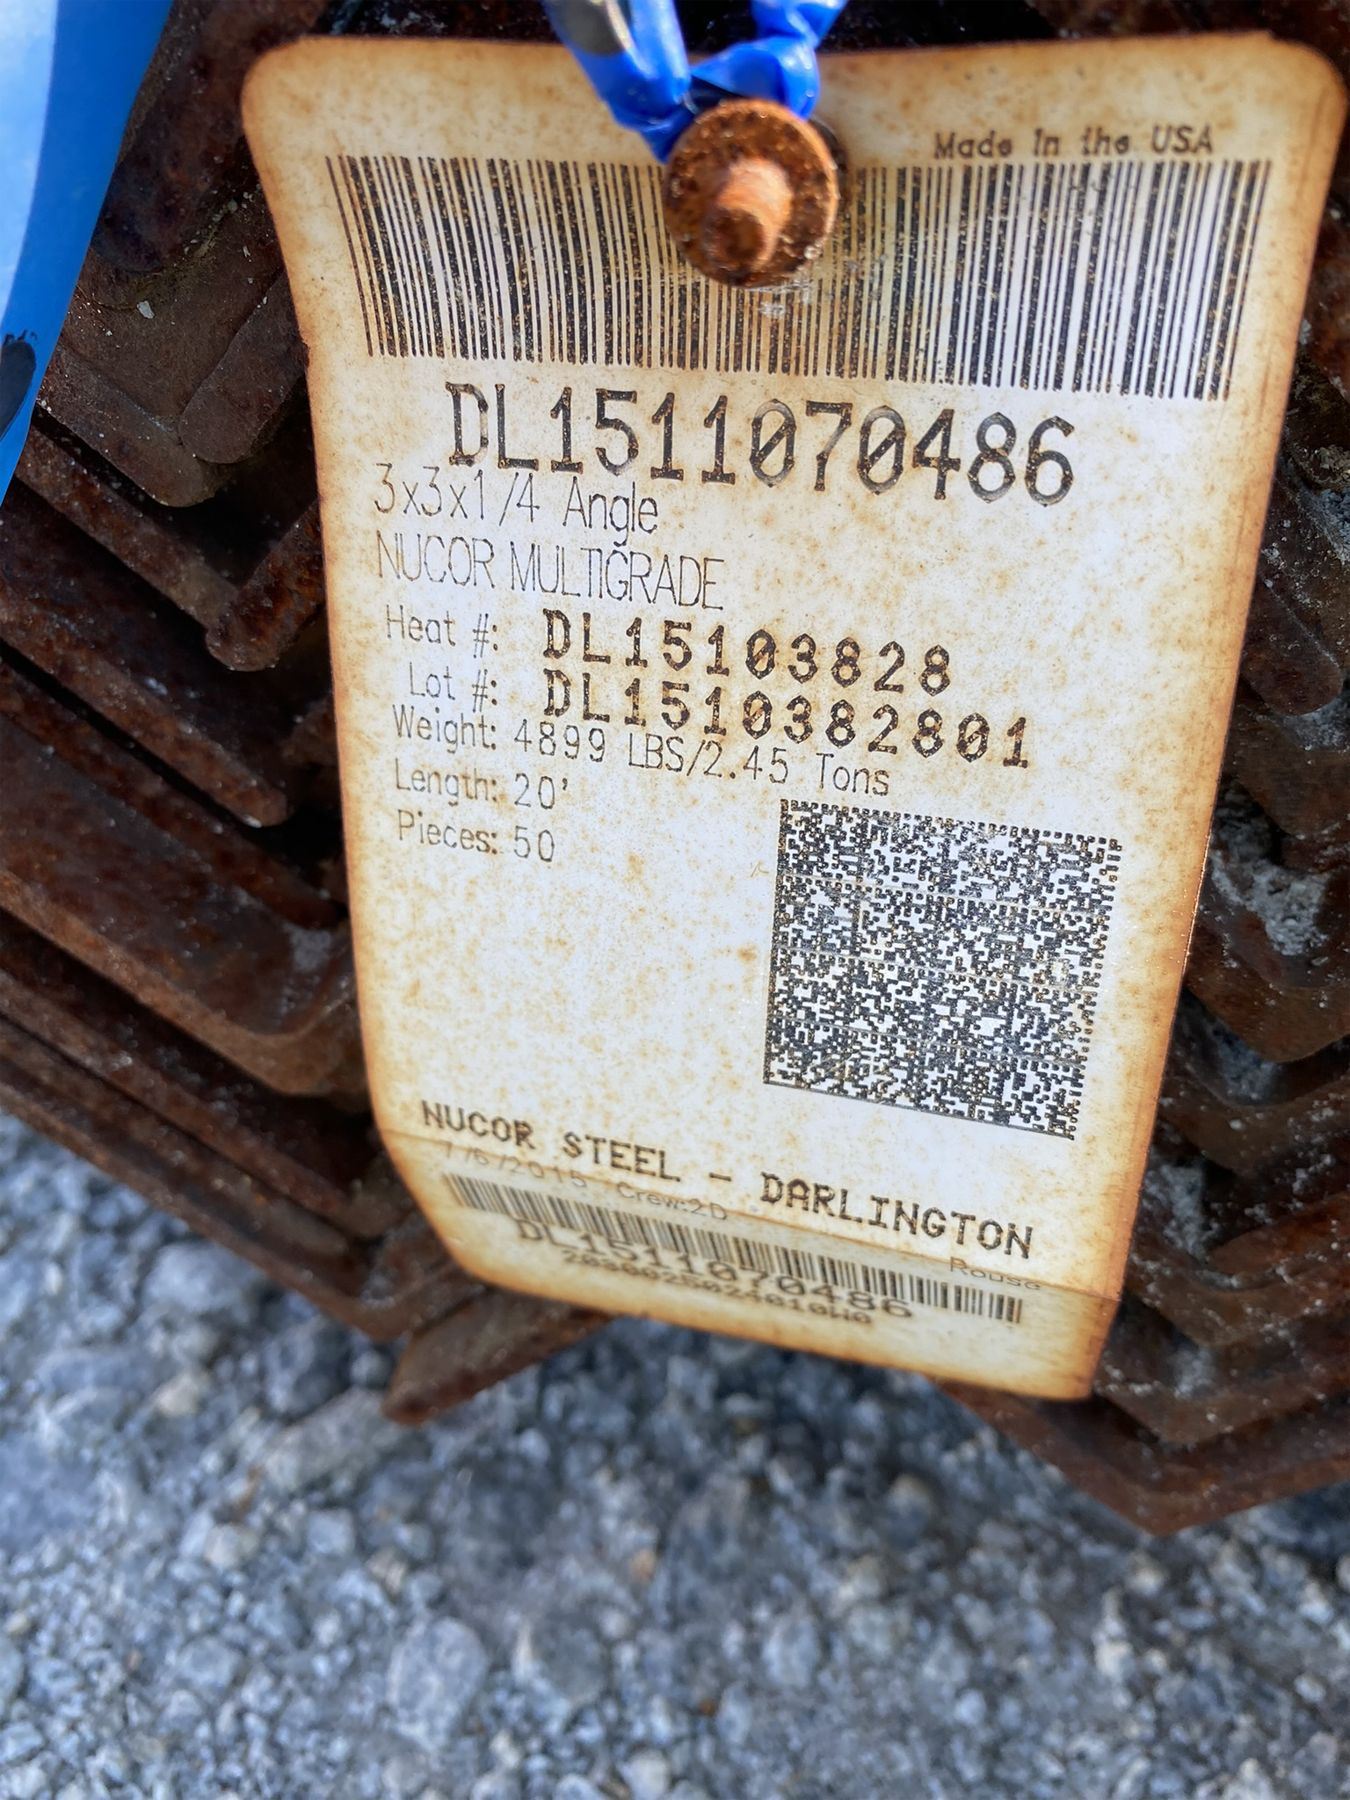 Made In the USA
DL1511070486
3x3x1/4 Angle
NUCOR MULTIGRADE
Heat #: DL15103828
Lot #: DL1510382801
Weight: 4899 LBS/2.45 Tons
Length: 20'
Pieces: 50
NUCOR STEEL - DARLINGTON
7/6/2015 Crew:2D Rouse
DL1511070486